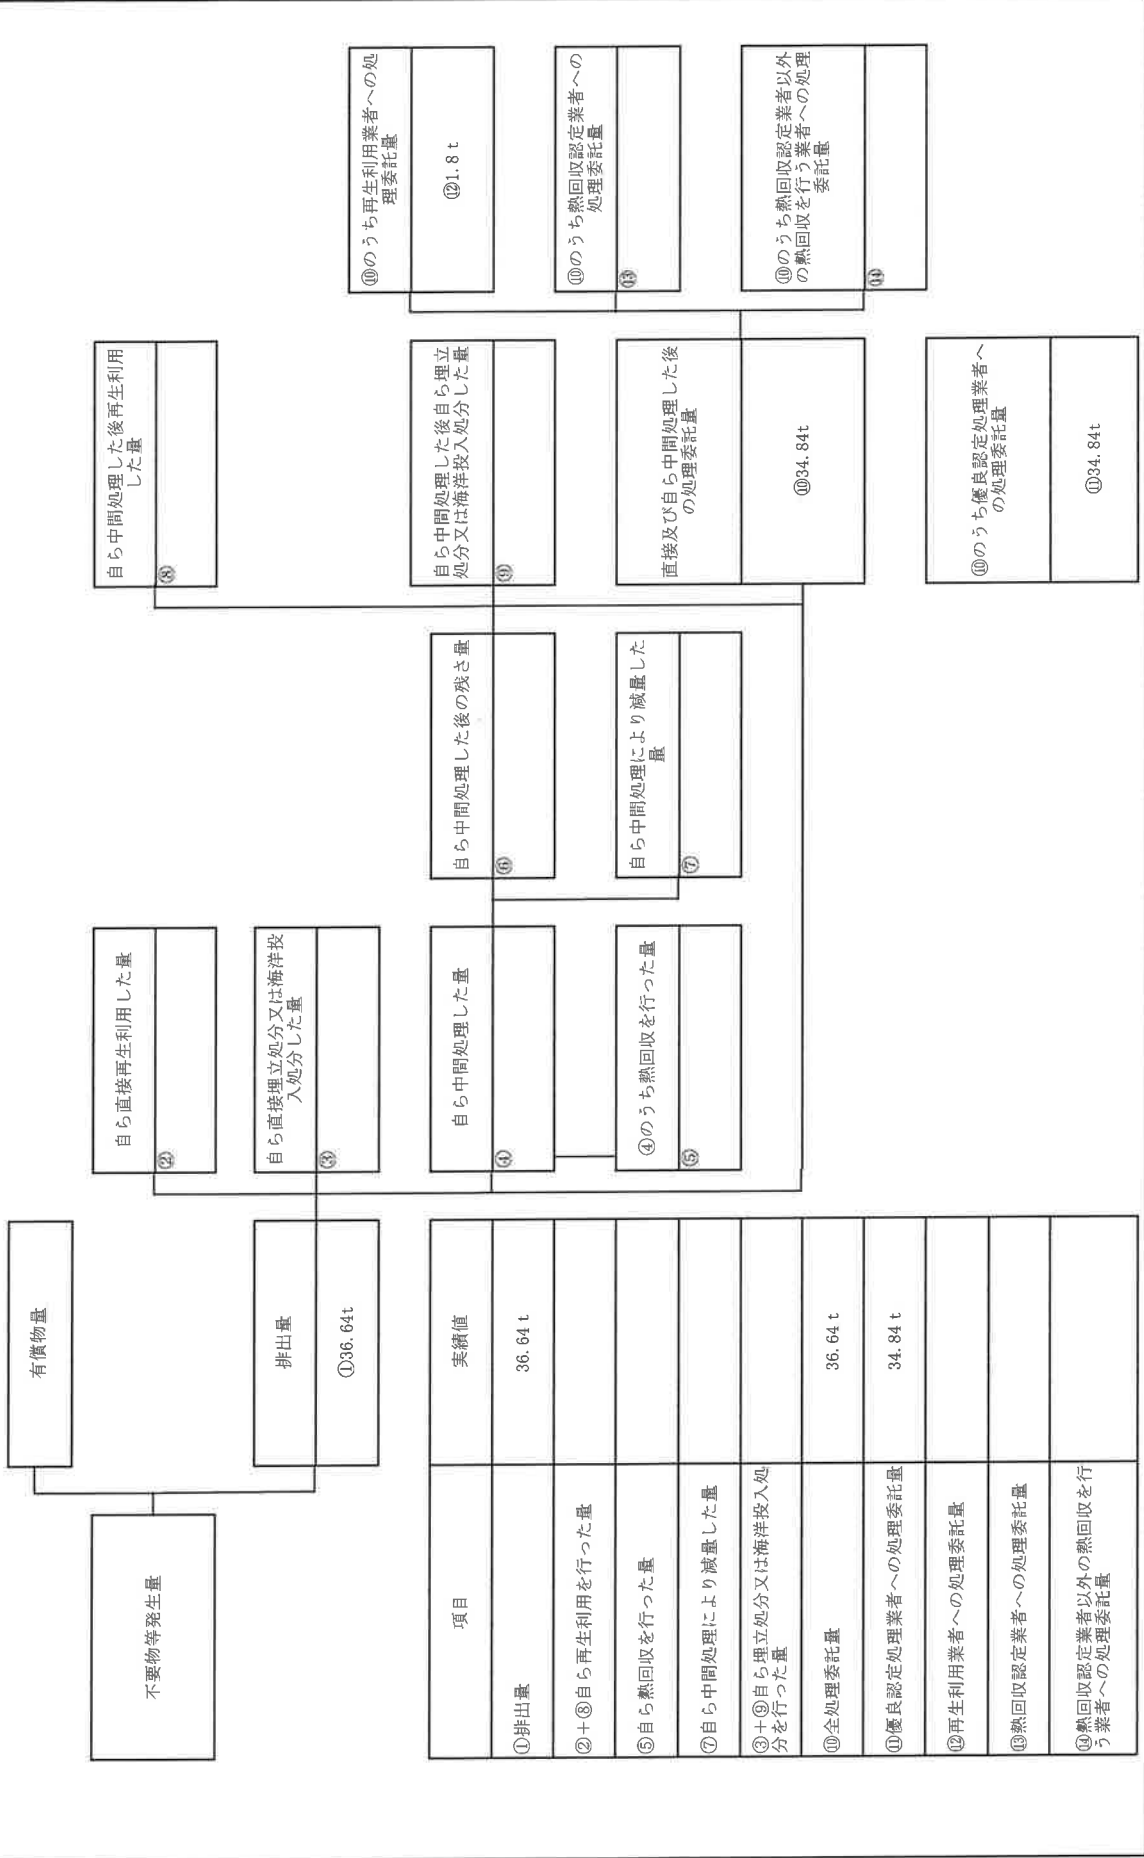 有償物量
不要物等発生量
排出量
①36.64t
自ら直接再生利用した量
②
自ら直接埋立処分又は海洋投
入処分した量
③
自ら中間処理した量
④
④のうち熱回収を行った量
⑤
自ら中間処理した後の残さ量
⑥
自ら中間処理により減量した
量
⑦
自ら中間処理した後再生利用
した量
⑧
自ら中間処理した後自ら埋立
処分又は海洋投入処分した量
⑨
直接及び自ら中間処理した後
の処理委託量
⑩34.84t
⑩のうち優良認定処理業者へ
の処理委託量
⑪34.84t
⑩のうち再生利用業者への処
理委託量
⑫1.8 t
⑩のうち熱回収認定業者への
処理委託量
⑬
⑩のうち熱回収認定業者以外
の熱回収を行う業者への処理
委託量
⑭
項目 実績値
①排出量 36.64 t
②+⑧自ら再生利用を行った量
⑤自ら熱回収を行った量
⑦自ら中間処理により減量した量
③+⑨自ら埋立処分又は海洋投入処
分を行った量
⑩全処理委託量 36.64 t
⑪優良認定処理業者への処理委託量 34.84 t
⑫再生利用業者への処理委託量
⑬熱回収認定業者への処理委託量
⑭熱回収認定業者以外の熱回収を行
う業者への処理委託量